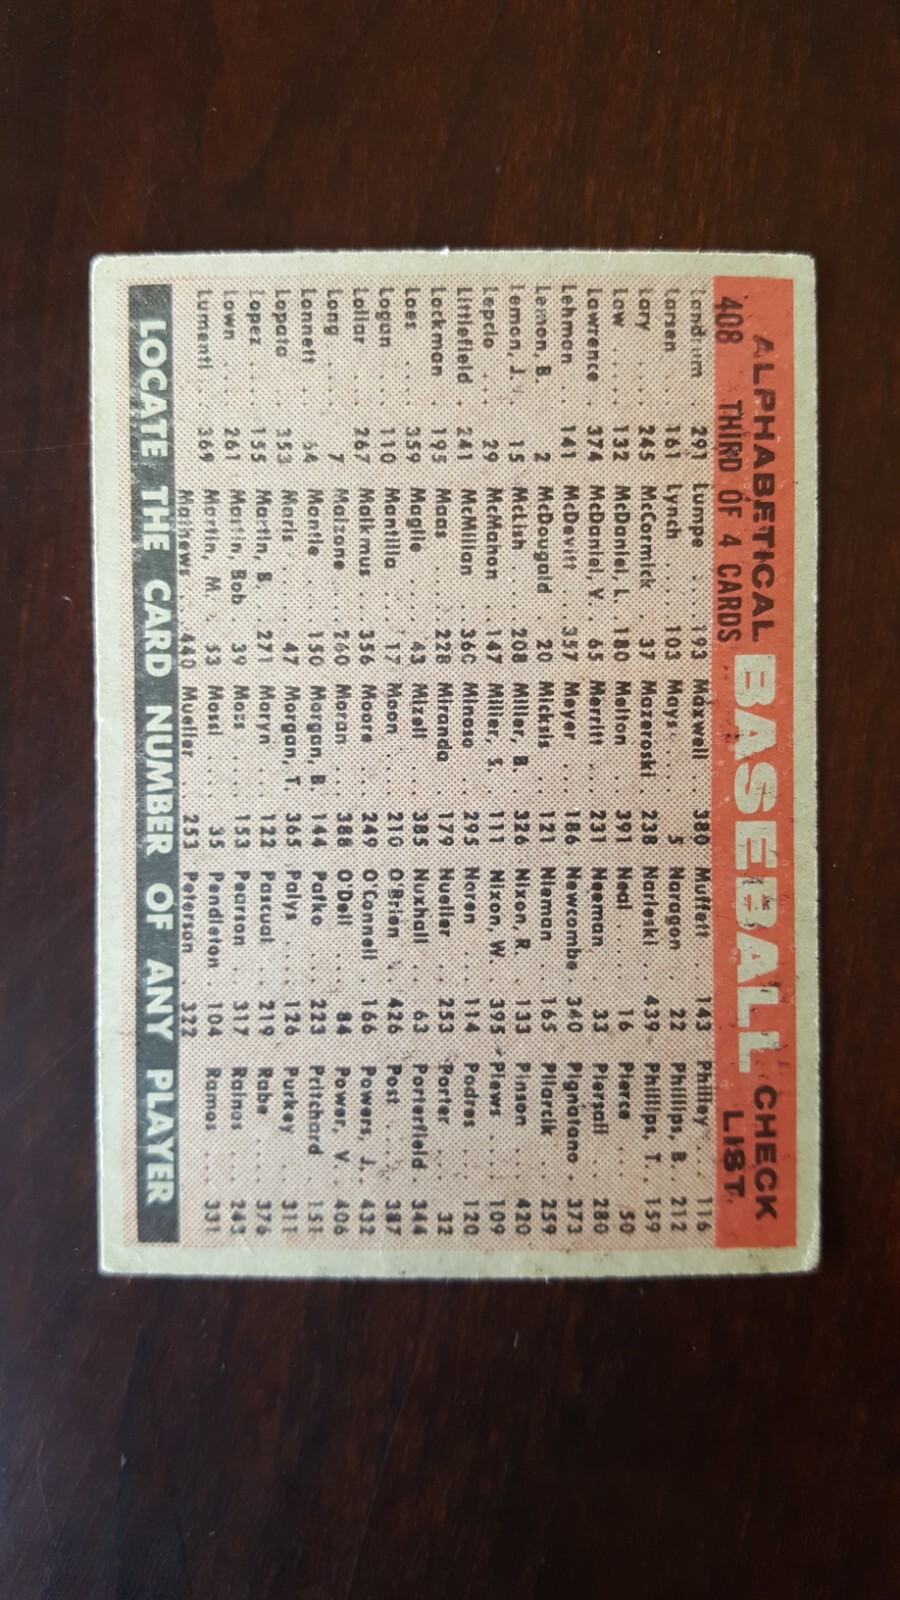 ALPHABETICAL BASEBALL CHECK LIST
408 THIRD OF 4 CARDS
Landrum . . 291
Larsen . . . . 161
Lary . . . . . 245
Law . . . . . 132
Lawrence . . 374
Lehman . . . 141
Lemon, B. . . 2
Lemon, J. . . 15
Lepcio . . . . 29
Littlefield . . 241
Lockman . . 195
Loes . . . . . 359
Logan . . . . 110
Lollar . . . . 267
Long . . . . . 7
Lonnett . . . 64
Lopata . . . . 353
Lopez . . . . 155
Lown . . . . . 261
Lumenti . . . 369
Lumpe . . . . 193
Lynch . . . . . 103
McCormick . . 37
McDaniel, L. . 180
McDaniel, V. . 65
McDevitt . . . 357
McDougald . . 20
McLish . . . . 208
McMahon . . . 147
McMillan . . . 360
Maas . . . . . 228
Maglie . . . . 43
Mantilla . . . 17
Malkmus . . . 356
Malzone . . . 260
Mantle . . . . 150
Maris . . . . . 47
Martin, B . . . 271
Martin, Bob . . 39
Martin, M. . . 53
Mathews . . . 440
Maxwell . . . 380
Mays . . . . . 5
Mazeroski . 238
Melton . . . . 391
Merritt . . . . 231
Meyer . . . . 186
Micksis . . . 121
Miller, B. . . 326
Miller, S. . . 111
Minoso . . . 295
Miranda . . . 179
Mizell . . . . 385
Moon . . . . 210
Moore . . . . 249
Moran . . . . 388
Morgan, B. . 144
Morgan, T. . 365
Maryn . . . . 122
Moss . . . . . 153
Mossi . . . . 35
Mueller . . . 253
Muffett . . . 143
Naragon . . . 22
Narleski . . . 439
Neal . . . . . 16
Neeman . . . 33
Newcombe . 340
Nieman . . . 165
Nixon, R. . . 133
Nixon, W. . . 395
Noren . . . . 114
Nueller . . . 253
Nuxhall . . . 63
O'Brien . . . 426
O'Connell . . 166
O'Dell . . . . 84
Pafko . . . . 223
Palys . . . . . 126
Pascual . . . 219
Pearson . . . 317
Pendleton . . 104
Peterson . . . 322
Philley . . . . 116
Phillips, B. . . 212
Phillips, T. . . 159
Pierce . . . . 50
Piersall . . . . 280
Pignatano . . 373
Pilarcik . . . . 259
Pinson . . . . 420
Plews . . . . 109
Podres . . . . 120
Porter . . . . 32
Porterfield . . 344
Post . . . . . 387
Powers, J. . . 432
Power, V. . . 406
Pritchard . . . 151
Purkey . . . . 311
Rabe . . . . . 376
Raines . . . . 243
Ramos . . . . 331
LOCATE THE CARD NUMBER OF ANY PLAYER